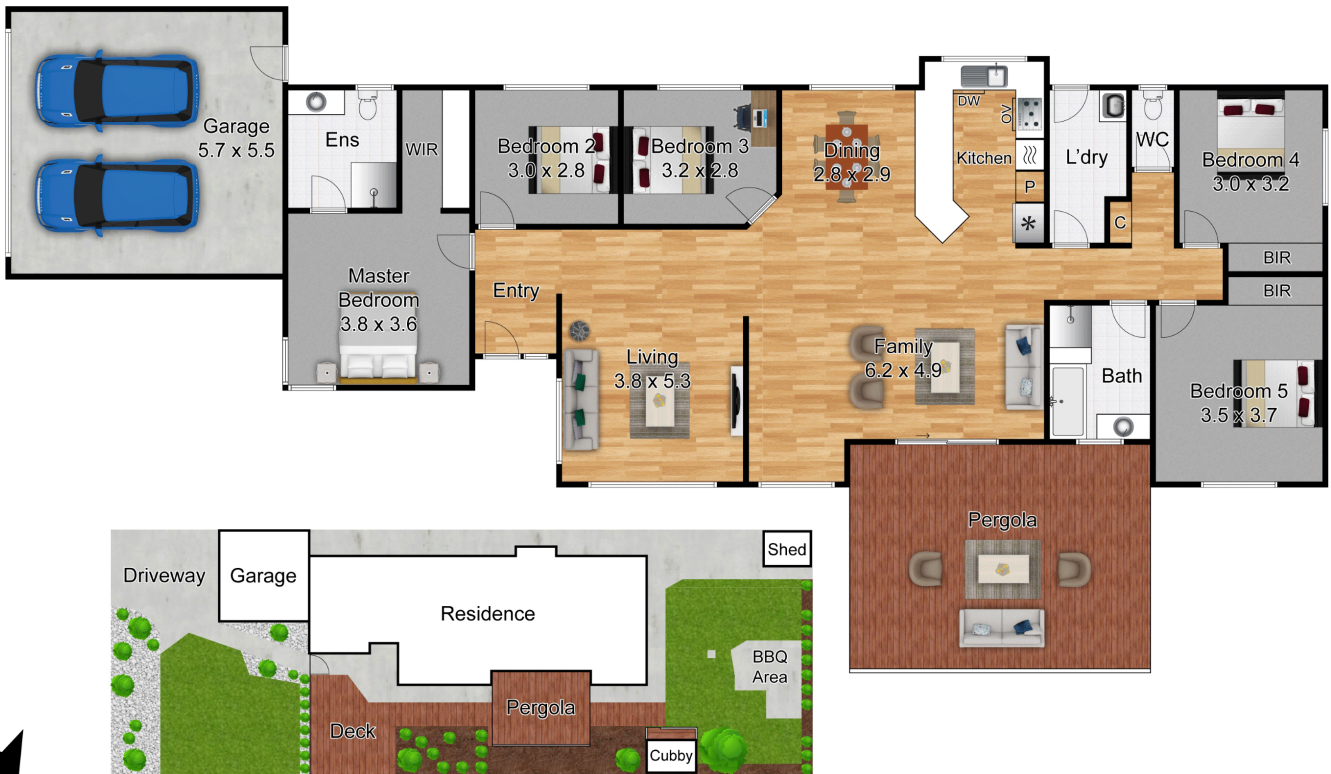 Garage
5.7 x 5.5
Ens
WIR
Bedroom 2
3.0 x 2.8
Bedroom 3
3.2 x 2.8
Dining
2.8 x 2.9
DW
OV
Kitchen
P
L'dry
WC
C
Bedroom 4
3.0 x 3.2
BIR
BIR
Master
Bedroom
3.8 x 3.6
Entry
Living
3.8 x 5.3
Family
6.2 x 4.9
Bath
Bedroom 5
3.5 x 3.7
Pergola
Driveway
Garage
Residence
Shed
BBQ
Area
Deck
Pergola
Cubby